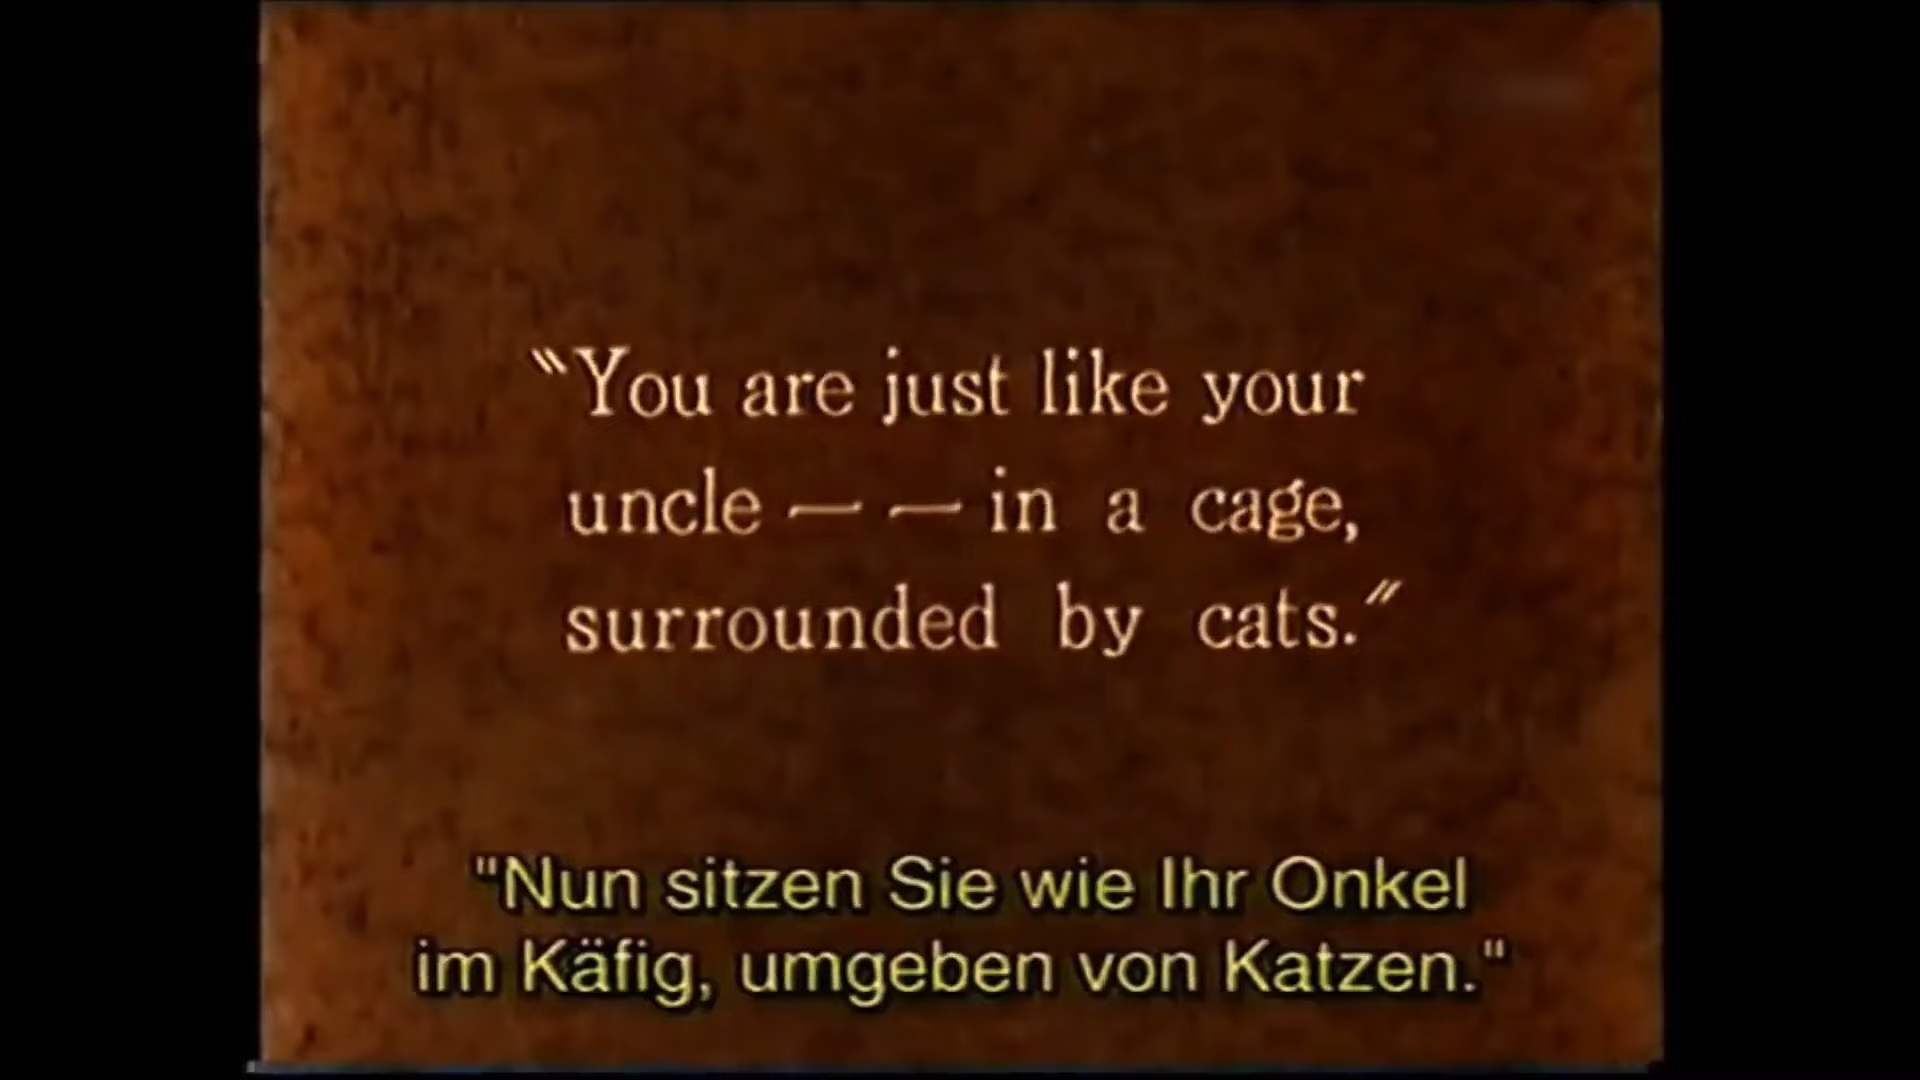 "You are just like your
uncle — — in a cage,
surrounded by cats."
"Nun sitzen Sie wie Ihr Onkel
im Käfig, umgeben von Katzen."